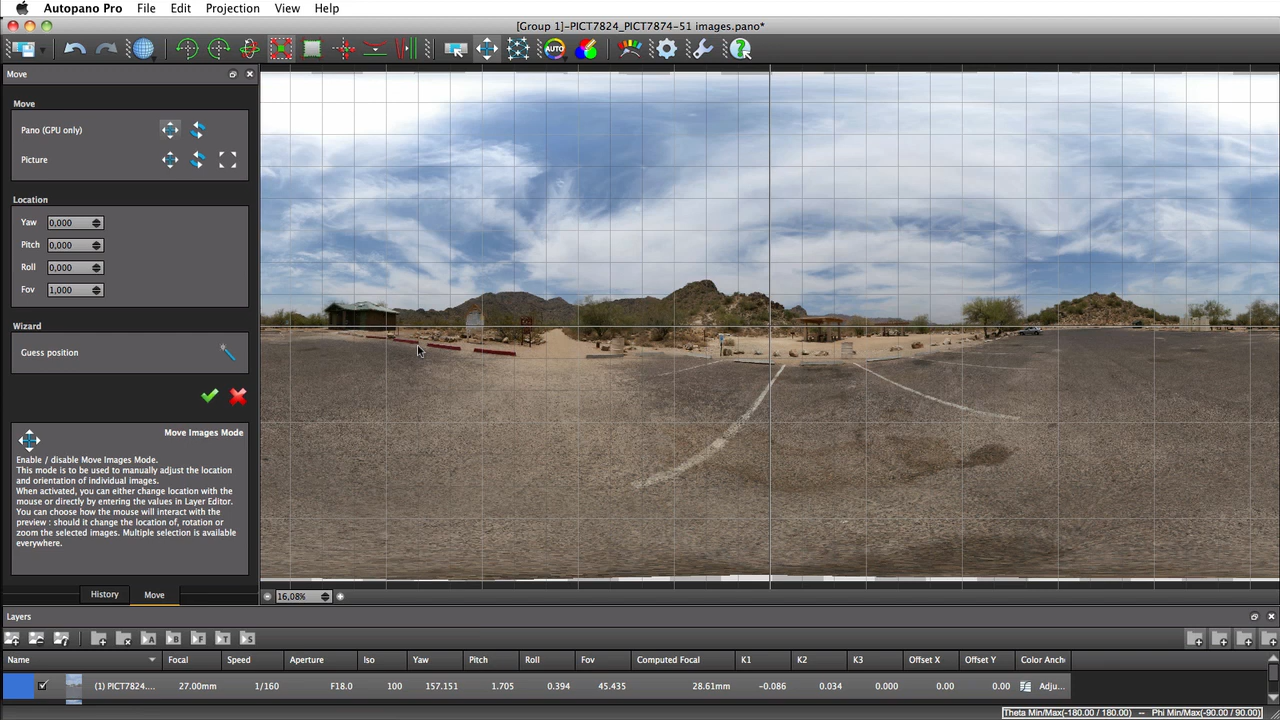 Autopano Pro File Edit Projection View Help
[Group 1]-PICT7824_PICT7874-51 images.pano*
AUTO
Move
Move
Pano (GPU only)
Picture
Location
Yaw 0,000
Pitch 0,000
Roll 0,000
Fov 1,000
Wizard
Guess position
Move Images Mode
Enable / disable Move Images Mode.
This mode is to be used to manually adjust the location
and orientation of individual images.
When activated, you can either change location with the
mouse or directly by entering the values in Layer Editor.
You can choose how the mouse will interact with the
preview : should it change the location of, rotation or
zoom the selected images. Multiple selection is available
everywhere.
History Move
16,08%
Layers
A B F T S
Name Focal Speed Aperture Iso Yaw Pitch Roll Fov Computed Focal K1 K2 K3 Offset X Offset Y Color Anch
(1) PICT7824.... 27.00mm 1/160 F18.0 100 157.151 1.705 0.394 45.435 28.61mm -0.086 0.034 0.000 0.00 0.00 Adju...
Theta Min/Max(-180.00 / 180.00) -- Phi Min/Max(-90.00 / 90.00)